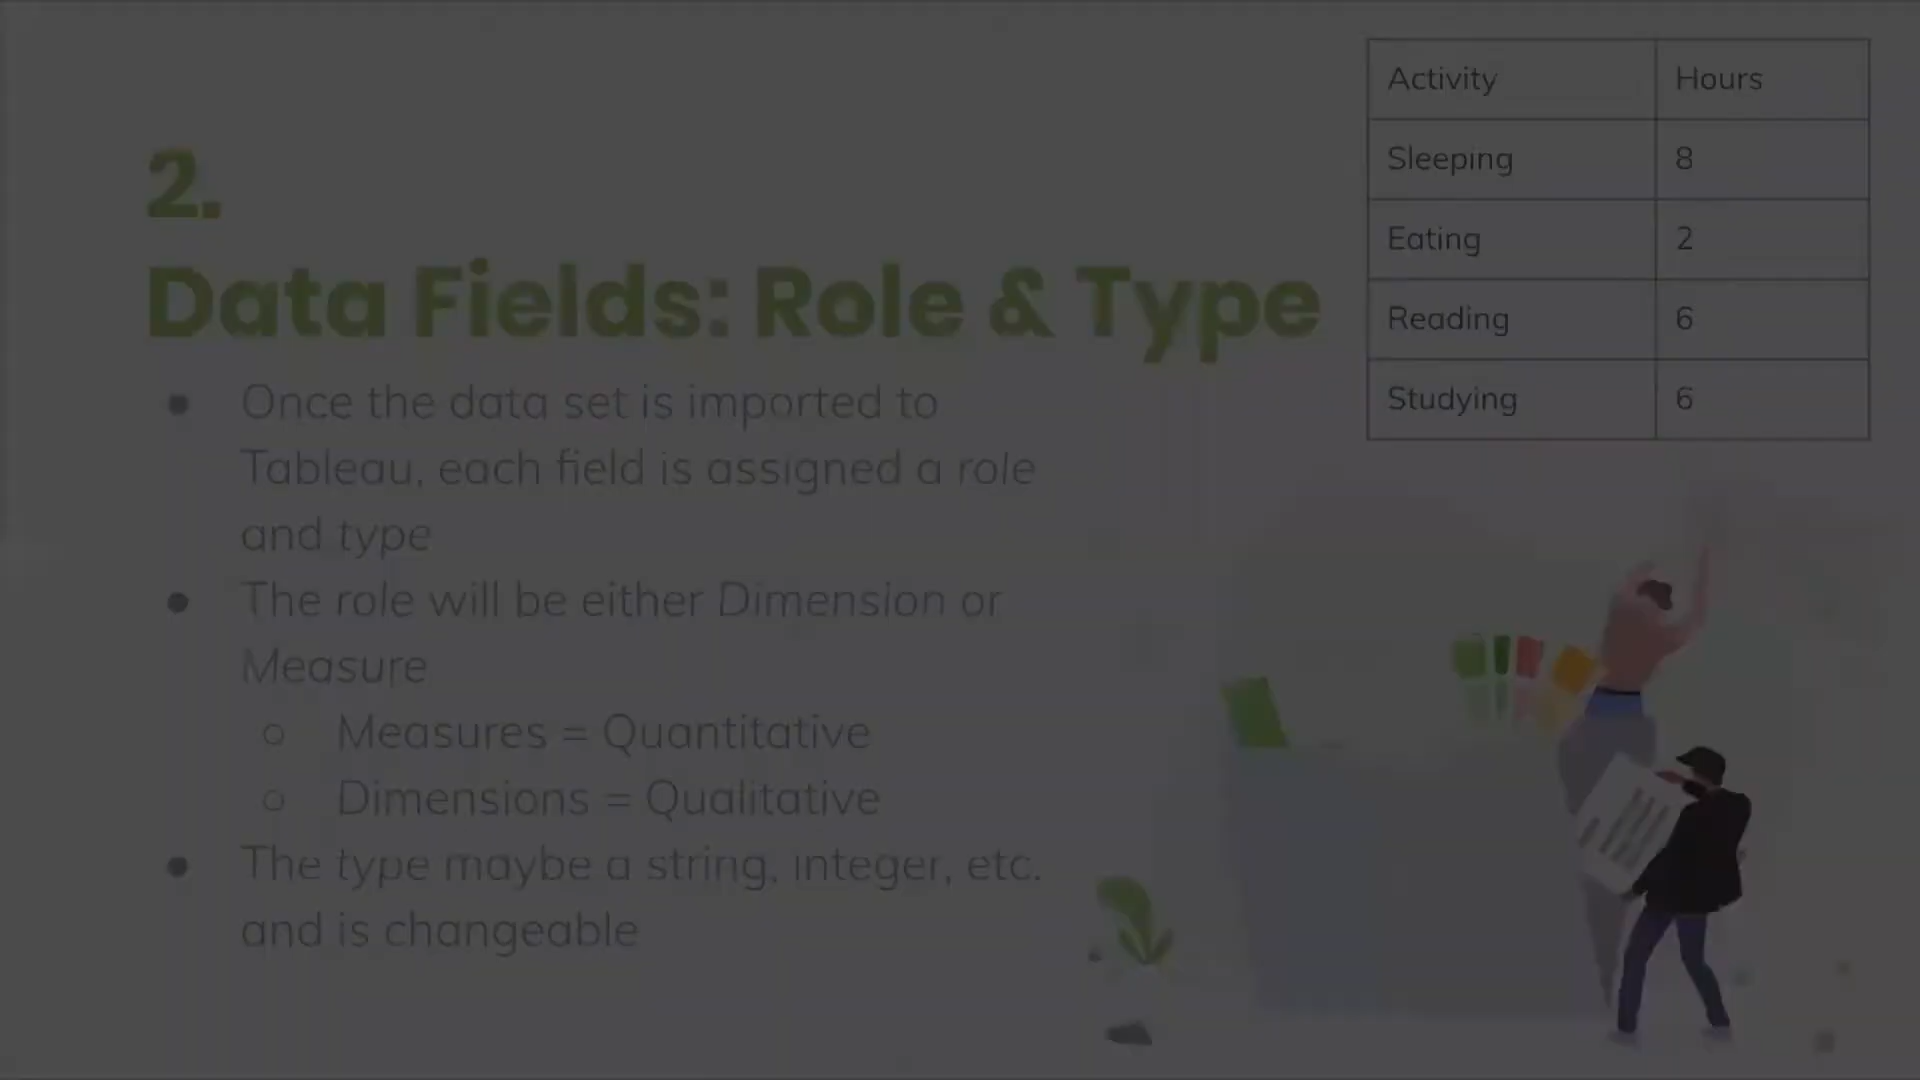 2.
Data Fields: Role & Type
Once the data set is imported to
Tableau, each field is assigned a role
and type
The role will be either Dimension or
Measure
Measures = Quantitative
Dimensions = Qualitative
The type maybe a string, integer, etc.
and is changeable
Activity Hours
Sleeping 8
Eating 2
Reading 6
Studying 6